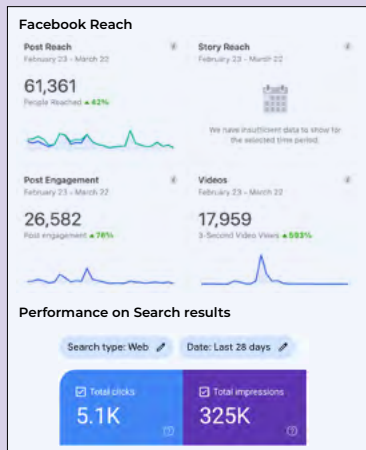 Facebook Reach
Post Reach
February 23 - March 22
61,361
People Reached ▲ 42%
Story Reach
February 23 - March 22
We have insufficient data to show for
the selected time period.
Post Engagement
February 23 - March 22
26,582
Post engagement ▲ 78%
Videos
February 23 - March 22
17,959
3-Second Video Views ▲ 593%
Performance on Search results
Search type: Web
Date: Last 28 days
Total clicks
5.1K
Total impressions
325K